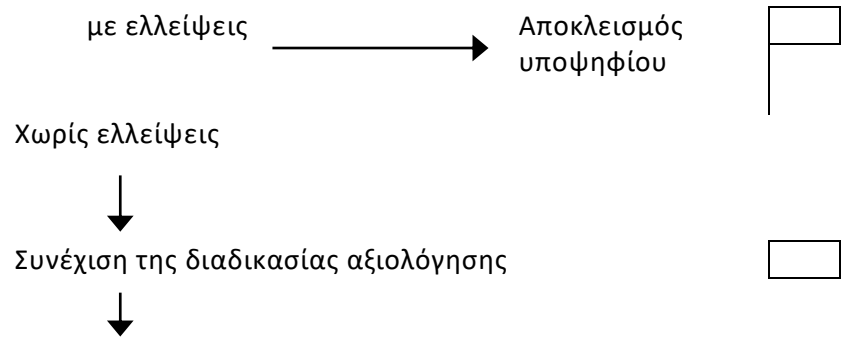 με ελλείψεις
Αποκλεισμός
υποψηφίου
Χωρίς ελλείψεις
Συνέχιση της διαδικασίας αξιολόγησης